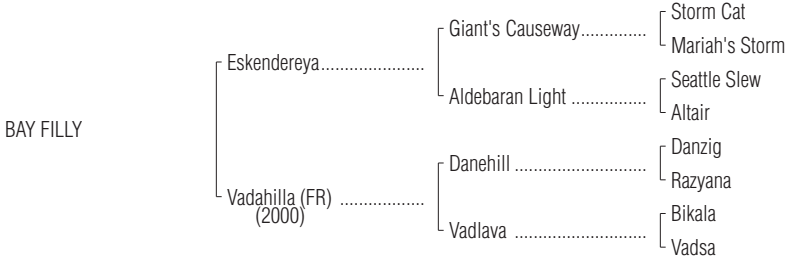 Storm Cat
Giant's Causeway..............
Mariah's Storm
Eskendereya......................
Seattle Slew
Aldebaran Light ................
Altair
BAY FILLY
Danzig
Danehill ............................
Razyana
Vadahilla (FR) ..................
(2000)
Bikala
Vadlava ............................
Vadsa